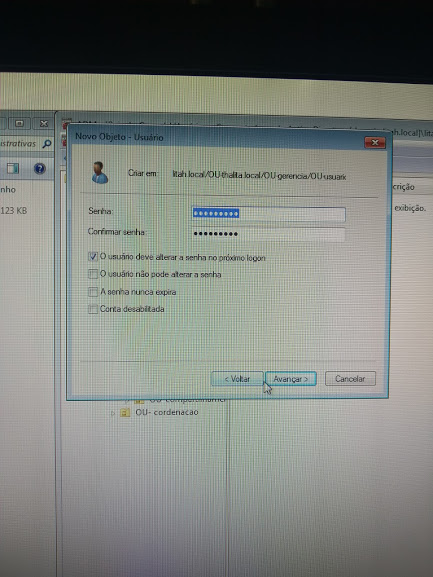 Novo Objeto - Usuário
ah.local]\lita
istrativas
Criar em: litah.local/OU-thalita.local/OU-gerencia/OU-usuario
nho
crição
123 KB
exibição.
Senha:
Confirmar senha:
O usuário deve alterar a senha no próximo logon
O usuário não pode alterar a senha
A senha nunca expira
Conta desabilitada
< Voltar
Avançar >
Cancelar
OU- cordenacao